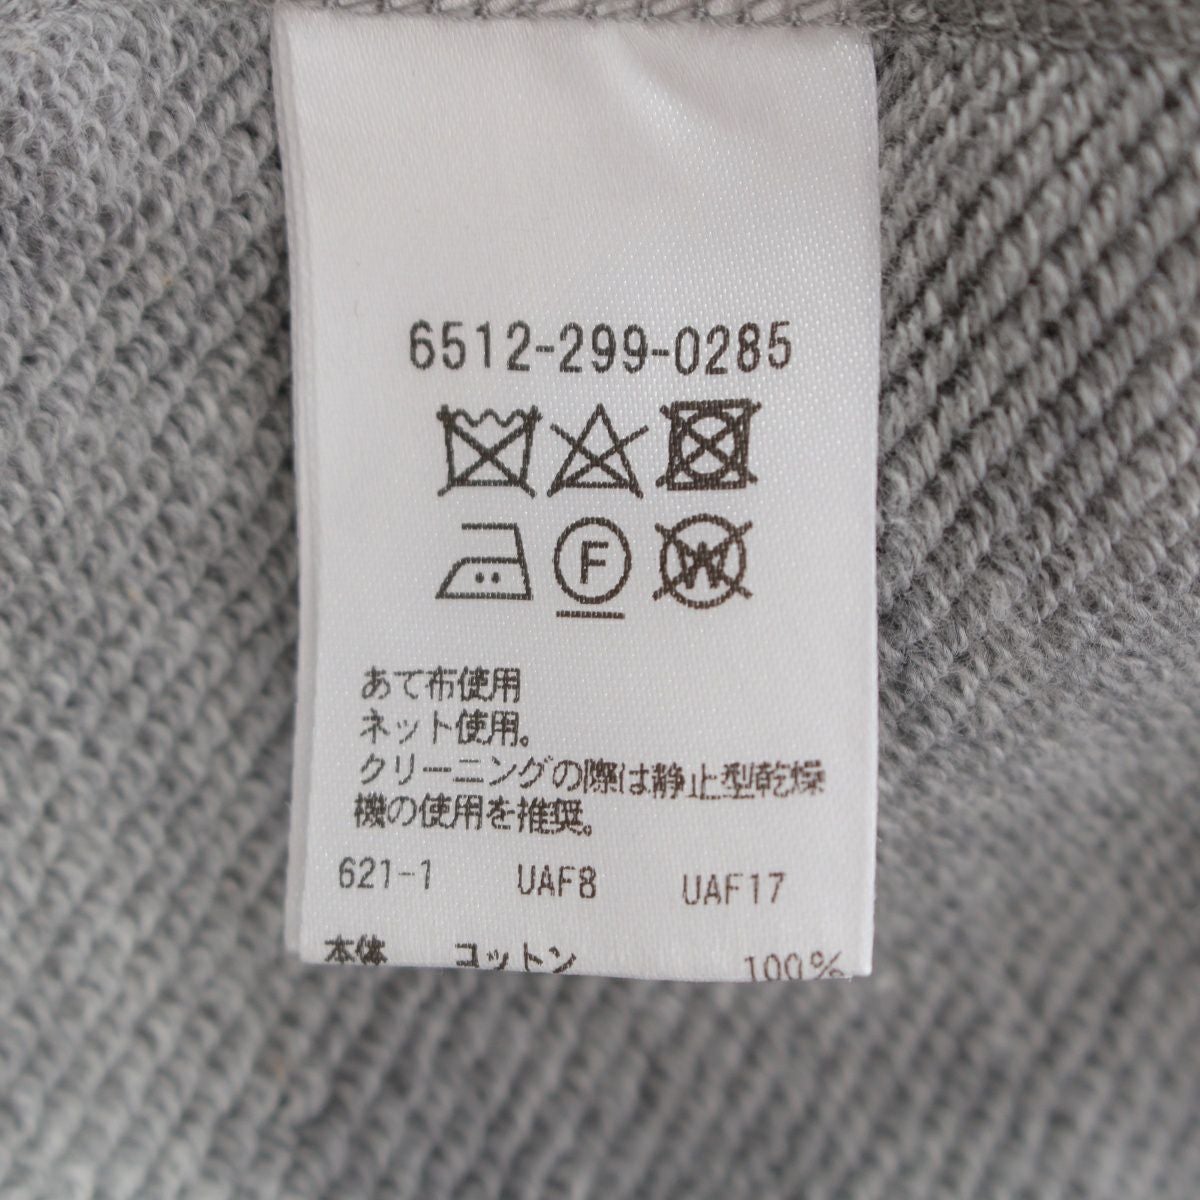 6512-299-0285
F W
あて布使用
ネット使用。
クリーニングの際は静止型乾燥
機の使用を推奨。
621-1 UAF8 UAF17
本体 コットン 100%